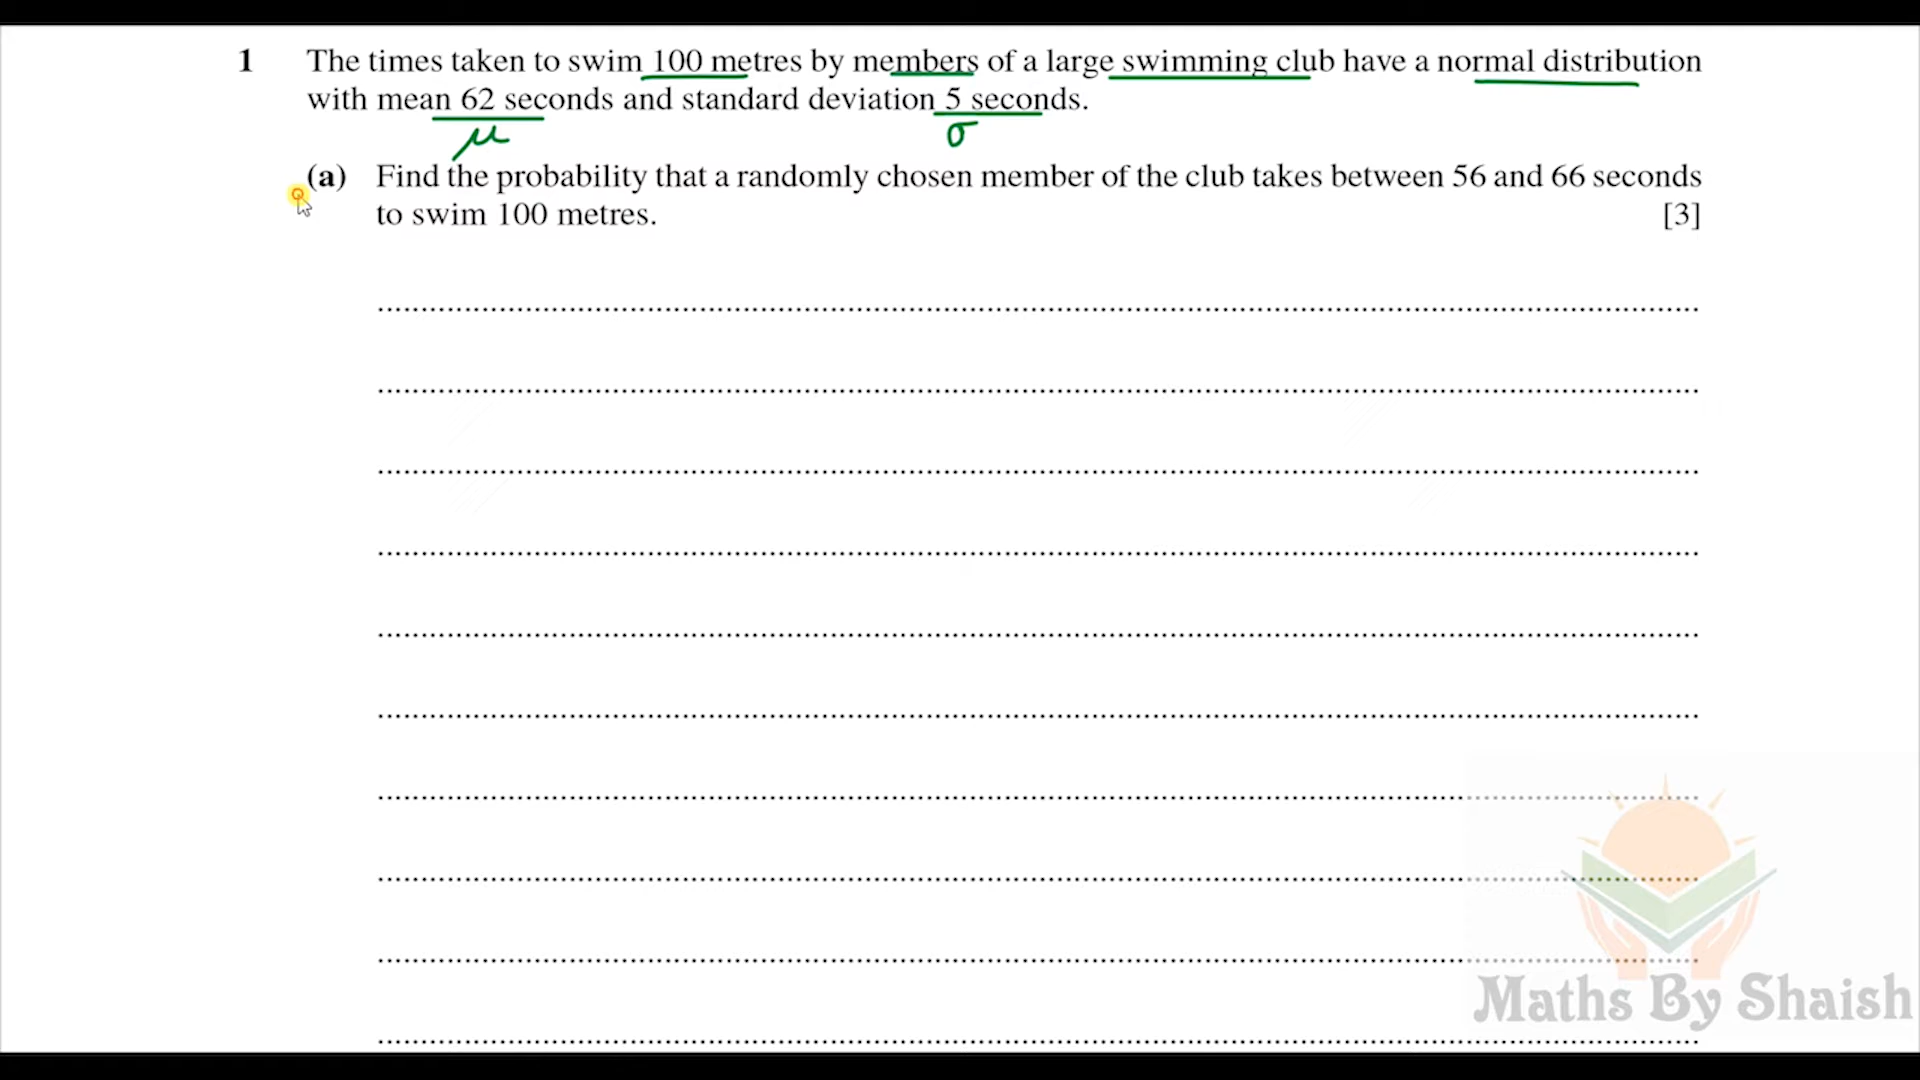 1 The times taken to swim 100 metres by members of a large swimming club have a normal distribution
with mean 62 seconds and standard deviation 5 seconds.
μ σ
(a) Find the probability that a randomly chosen member of the club takes between 56 and 66 seconds
to swim 100 metres. [3]
Maths By Shaish